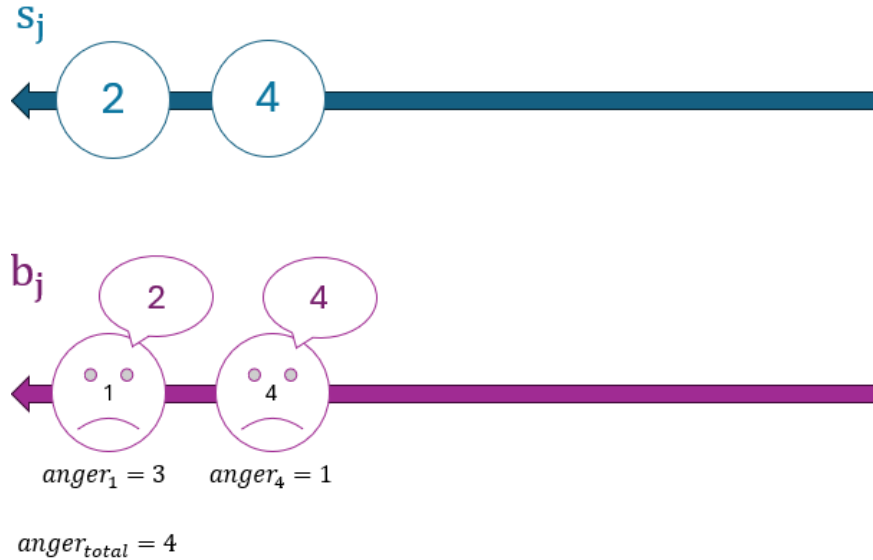 s_j
2 4
2 4
b_j
1 4
anger_1 = 3 anger_4 = 1
anger_total = 4